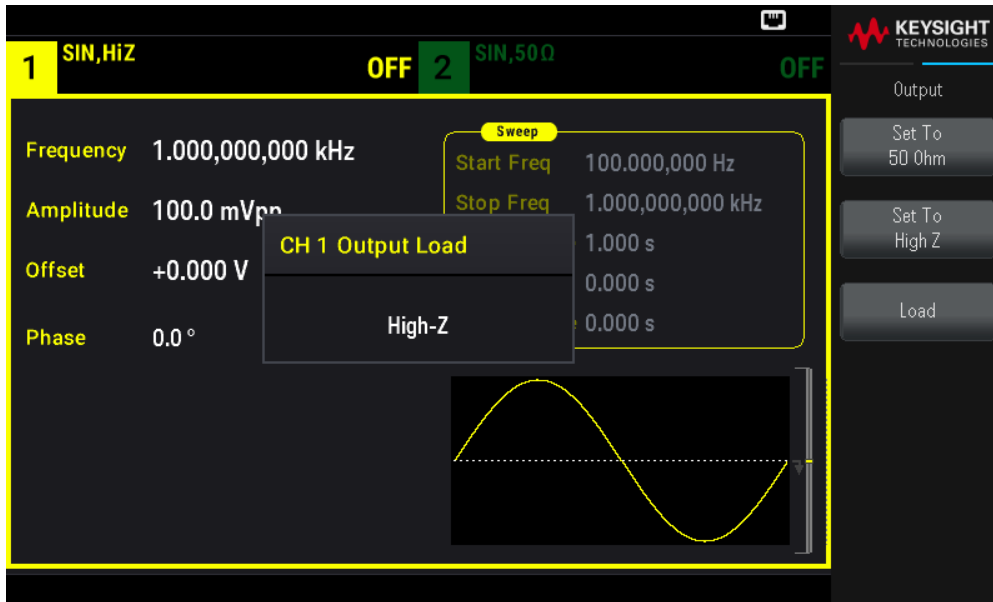 1 SIN,HiZ OFF 2 SIN,50Ω OFF
Frequency 1.000,000,000 kHz
Amplitude 100.0 mVpp
Offset +0.000 V
Phase 0.0 °
Sweep
Start Freq 100.000,000 Hz
Stop Freq 1.000,000,000 kHz
1.000 s
0.000 s
0.000 s
CH 1 Output Load
High-Z
KEYSIGHT
TECHNOLOGIES
Output
Set To
50 Ohm
Set To
High Z
Load